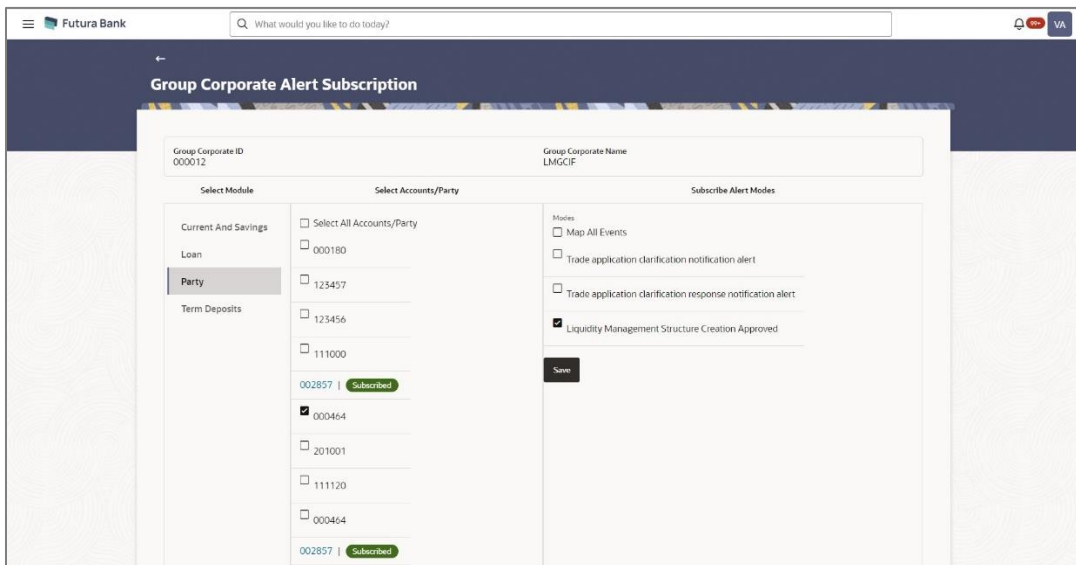 Futura Bank
What would you like to do today?
99+
VA
Group Corporate Alert Subscription
Group Corporate ID
000012
Group Corporate Name
LMGCIF
Select Module
Select Accounts/Party
Subscribe Alert Modes
Current And Savings
Loan
Party
Term Deposits
Select All Accounts/Party
000180
123457
123456
111000
002857 | Subscribed
000464
201001
111120
000464
002857 | Subscribed
Modes
Map All Events
Trade application clarification notification alert
Trade application clarification response notification alert
Liquidity Management Structure Creation Approved
Save